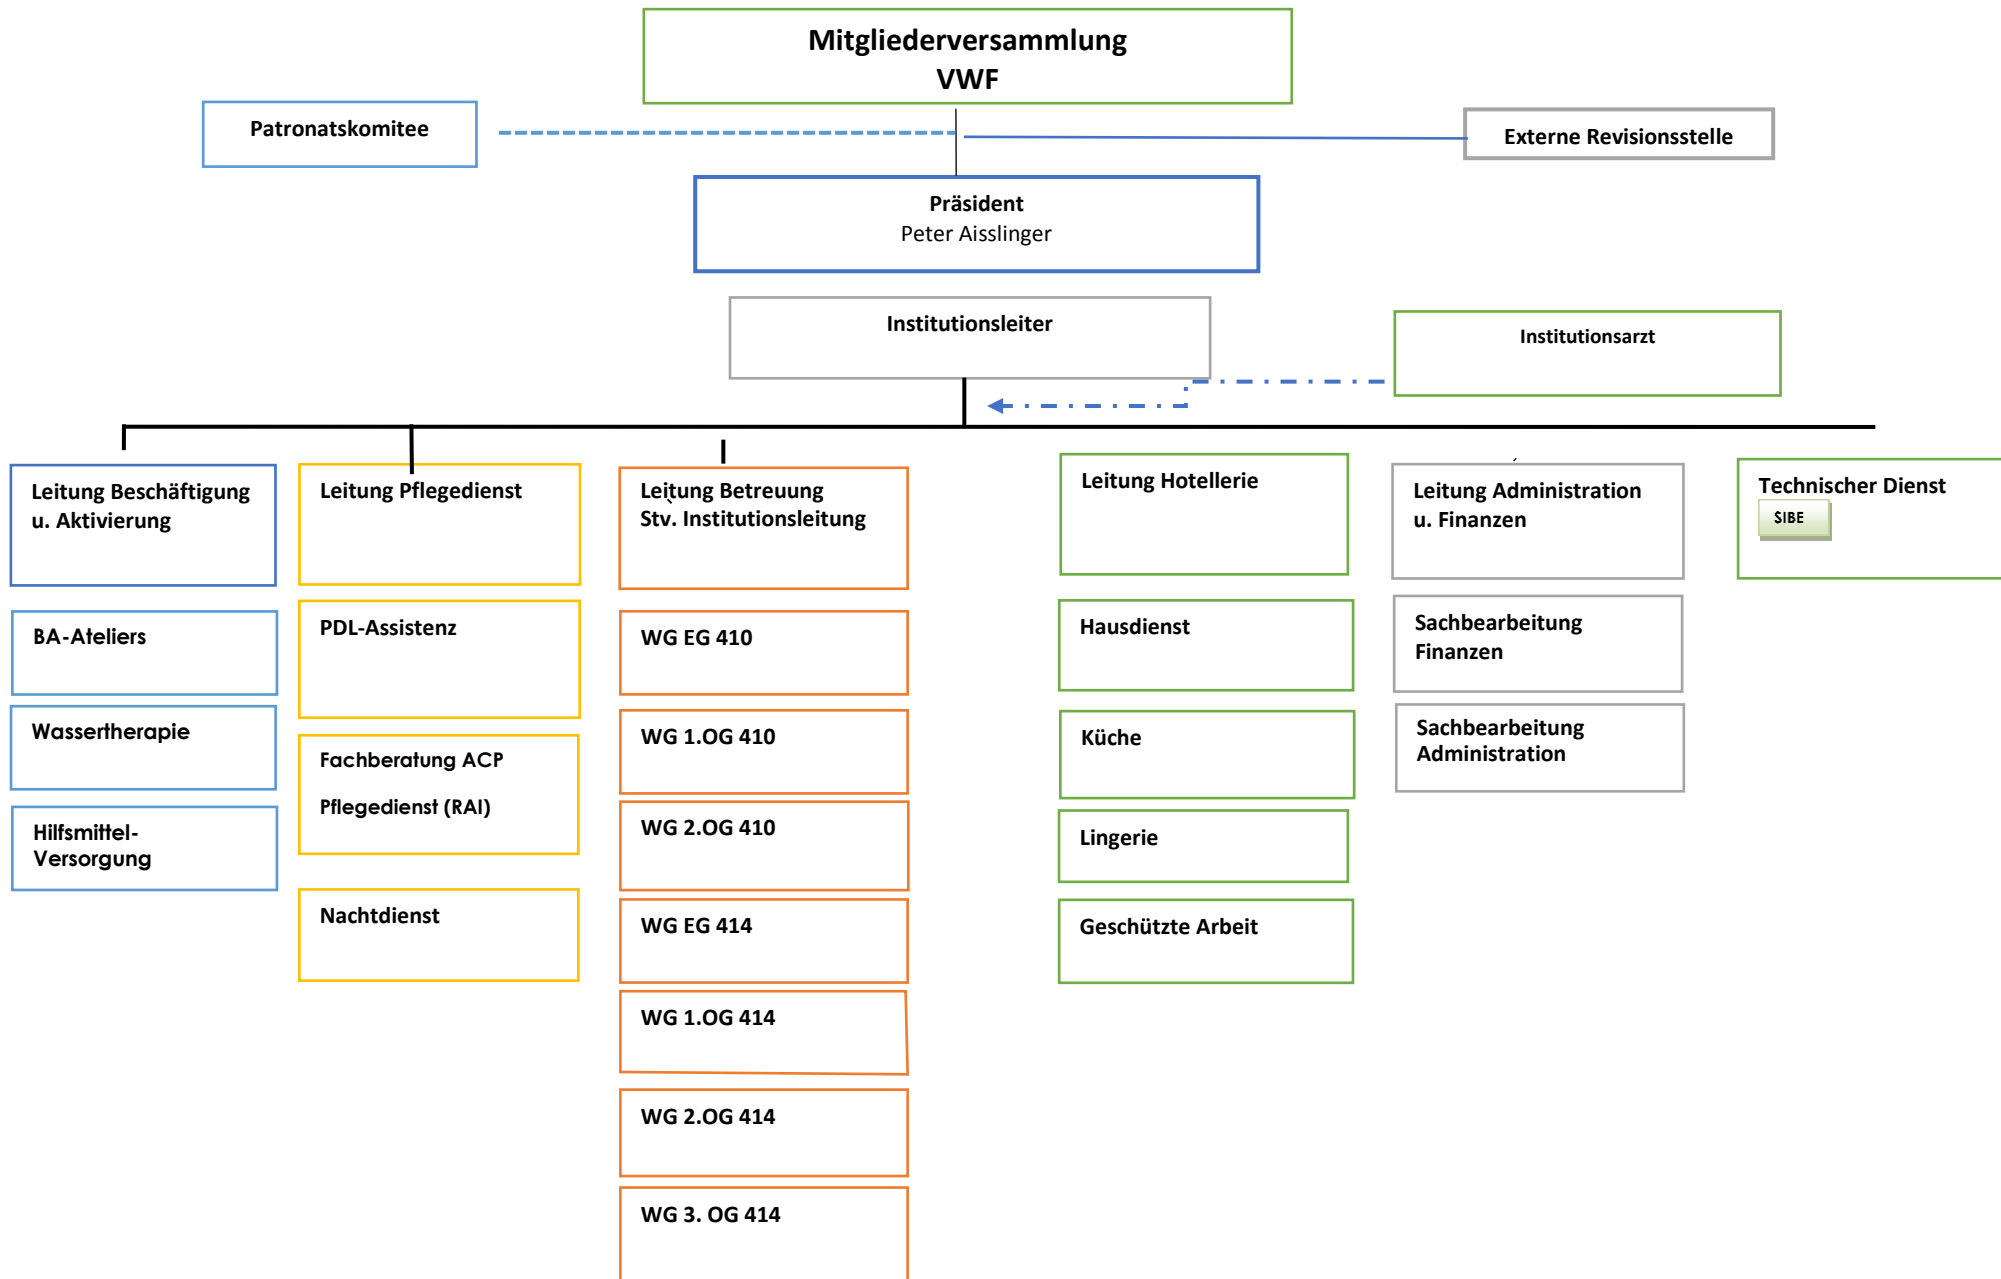 Mitgliederversammlung
VWF
Patronatskomitee
Externe Revisionsstelle
Präsident
Peter Aisslinger
Institutionsleiter
Institutionsarzt
Leitung Beschäftigung
u. Aktivierung
Leitung Pflegedienst
Leitung Betreuung
Stv. Institutionsleitung
Leitung Hotellerie
Leitung Administration
u. Finanzen
Technischer Dienst
SIBE
BA-Ateliers
Wassertherapie
Hilfsmittel-
Versorgung
PDL-Assistenz
Fachberatung ACP
Pflegedienst (RAI)
Nachtdienst
WG EG 410
WG 1.OG 410
WG 2.OG 410
WG EG 414
WG 1.OG 414
WG 2.OG 414
WG 3. OG 414
Hausdienst
Küche
Lingerie
Geschützte Arbeit
Sachbearbeitung
Finanzen
Sachbearbeitung
Administration